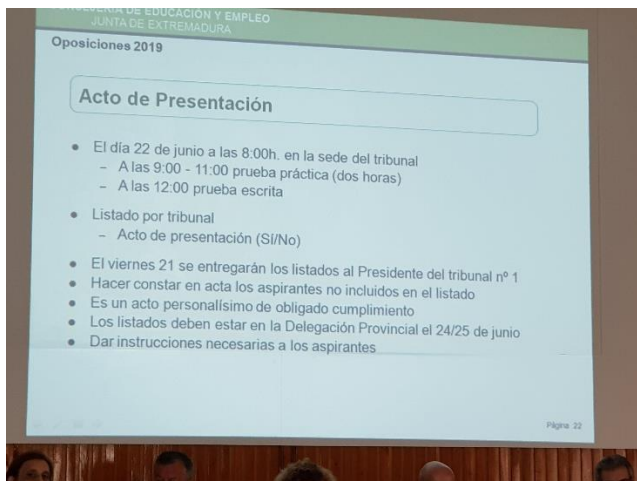 CONSEJERÍA DE EDUCACIÓN Y EMPLEO
JUNTA DE EXTREMADURA
Oposiciones 2019
Acto de Presentación
• El día 22 de junio a las 8:00h. en la sede del tribunal
– A las 9:00 - 11:00 prueba práctica (dos horas)
– A las 12:00 prueba escrita
• Listado por tribunal
– Acto de presentación (Sí/No)
• El viernes 21 se entregarán los listados al Presidente del tribunal nº 1
• Hacer constar en acta los aspirantes no incluidos en el listado
• Es un acto personalísimo de obligado cumplimiento
• Los listados deben estar en la Delegación Provincial el 24/25 de junio
• Dar instrucciones necesarias a los aspirantes
Página 22